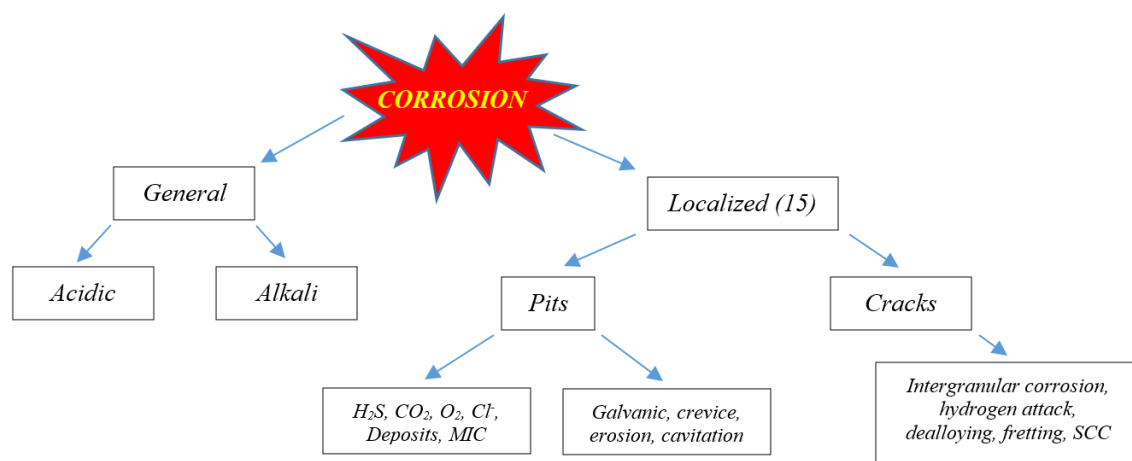 CORROSION
General
Localized (15)
Acidic
Alkali
Pits
Cracks
H₂S, CO₂, O₂, Cl⁻,
Deposits, MIC
Galvanic, crevice,
erosion, cavitation
Intergranular corrosion,
hydrogen attack,
dealloying, fretting, SCC